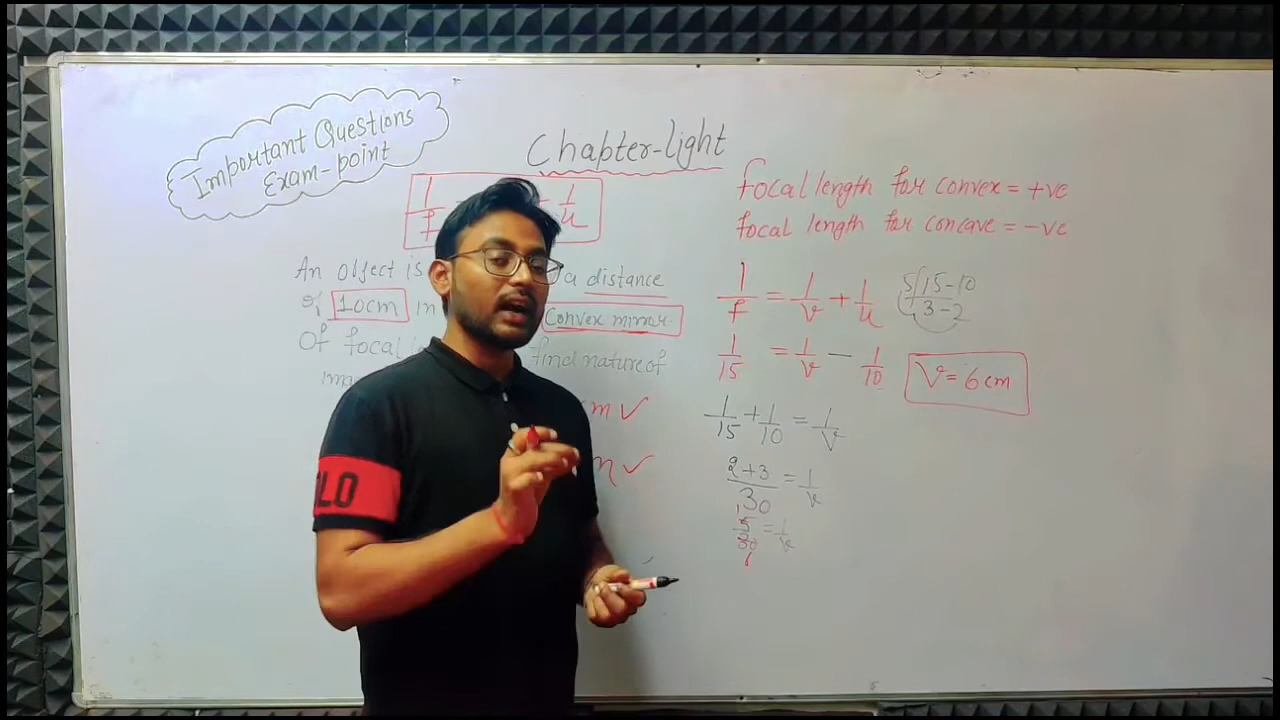 Important Questions
Exam-point
Chapter-light
1/f 1/u
focal length for convex = +ve
focal length for concave = -ve
An object is a distance
of 10cm in Convex mirror
Of focal find nature of
cm ✓
✓
1/f = 1/v + 1/u
5 | 15-10
3-2
1/15 = 1/v - 1/10
V = 6 cm
1/15 + 1/10 = 1/v
2+3/30 = 1/v
5/30 = 1/v
6
LO